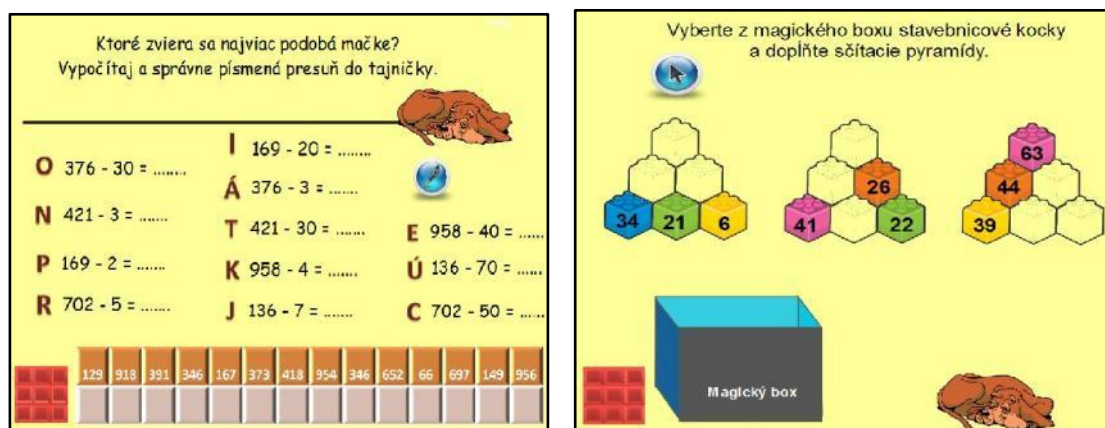 Ktoré zviera sa najviac podobá mačke?
Vypočítaj a správne písmená presuň do tajničky.
O 376 - 30 = ........
N 421 - 3 = .......
P 169 - 2 = .......
R 702 - 5 = .......
I 169 - 20 = ........
Á 376 - 3 = .......
T 421 - 30 = .......
K 958 - 4 = .......
J 136 - 7 = .......
E 958 - 40 = ......
Ú 136 - 70 = ......
C 702 - 50 = ......
129 918 391 346 167 373 418 954 346 652 66 697 149 956
Vyberte z magického boxu stavebnicové kocky
a doplňte sčítacie pyramídy.
34 21 6
26
41 22
63
44
39
Magický box